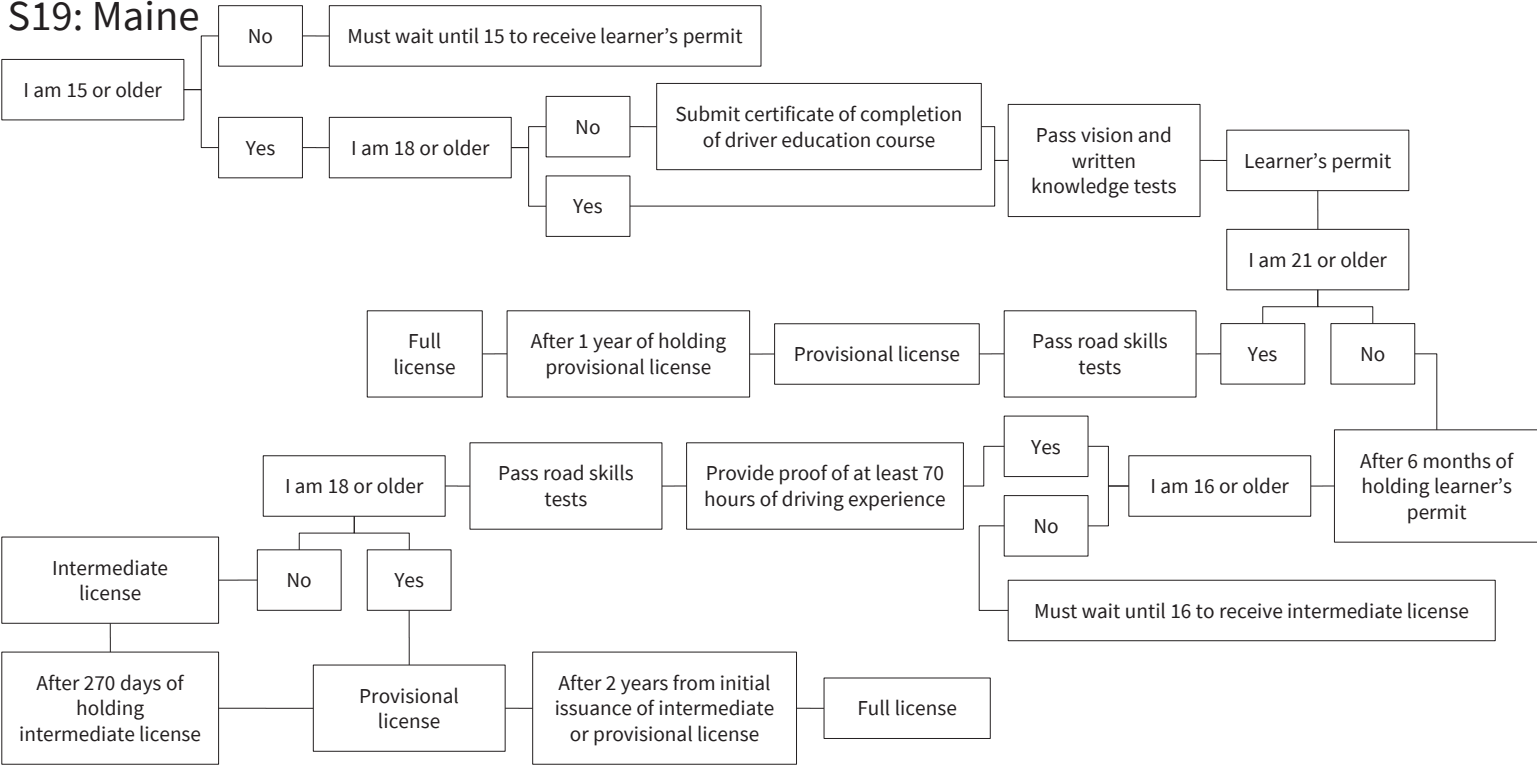 S19: Maine
No
Must wait until 15 to receive learner's permit
I am 15 or older
Yes
I am 18 or older
No
Submit certificate of completion
of driver education course
Yes
Pass vision and
written
knowledge tests
Learner's permit
I am 21 or older
Yes
No
Pass road skills
tests
Provisional license
After 1 year of holding
provisional license
Full
license
After 6 months of
holding learner's
permit
I am 16 or older
Yes
No
Must wait until 16 to receive intermediate license
Provide proof of at least 70
hours of driving experience
Pass road skills
tests
I am 18 or older
No
Yes
Intermediate
license
After 270 days of
holding
intermediate license
Provisional
license
After 2 years from initial
issuance of intermediate
or provisional license
Full license